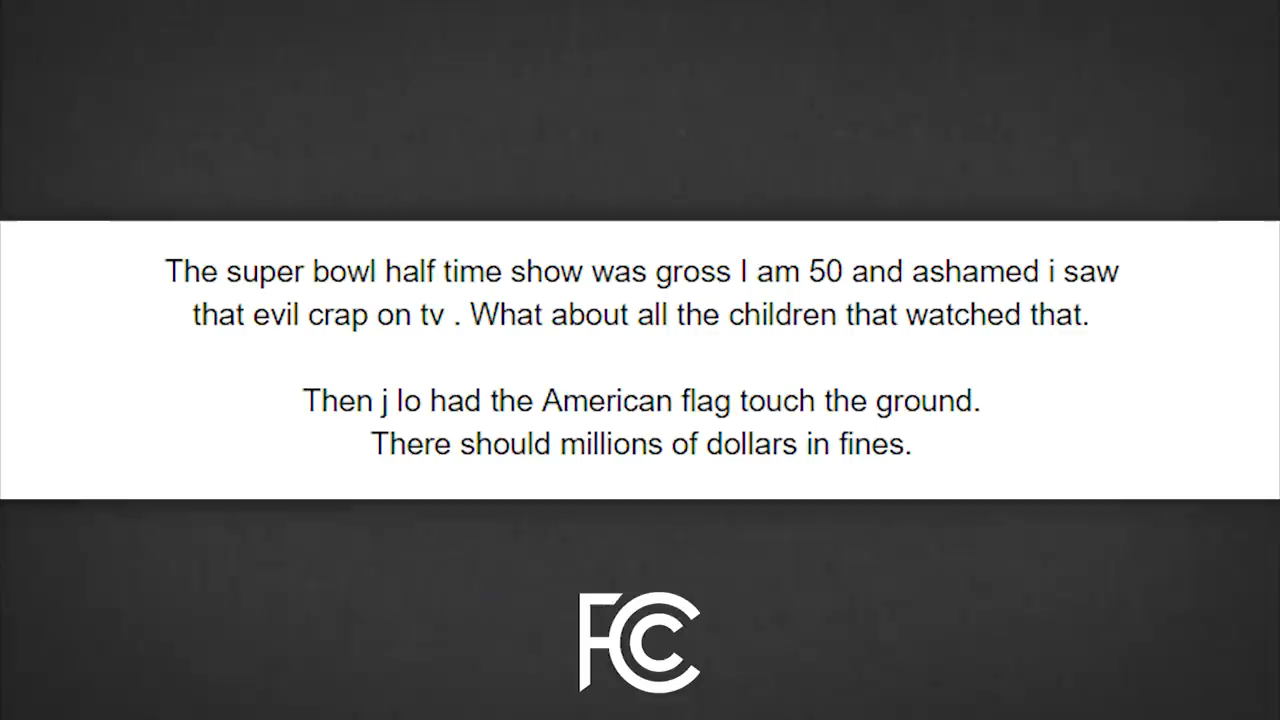 The super bowl half time show was gross I am 50 and ashamed i saw
that evil crap on tv . What about all the children that watched that.
Then j lo had the American flag touch the ground.
There should millions of dollars in fines.
FCC